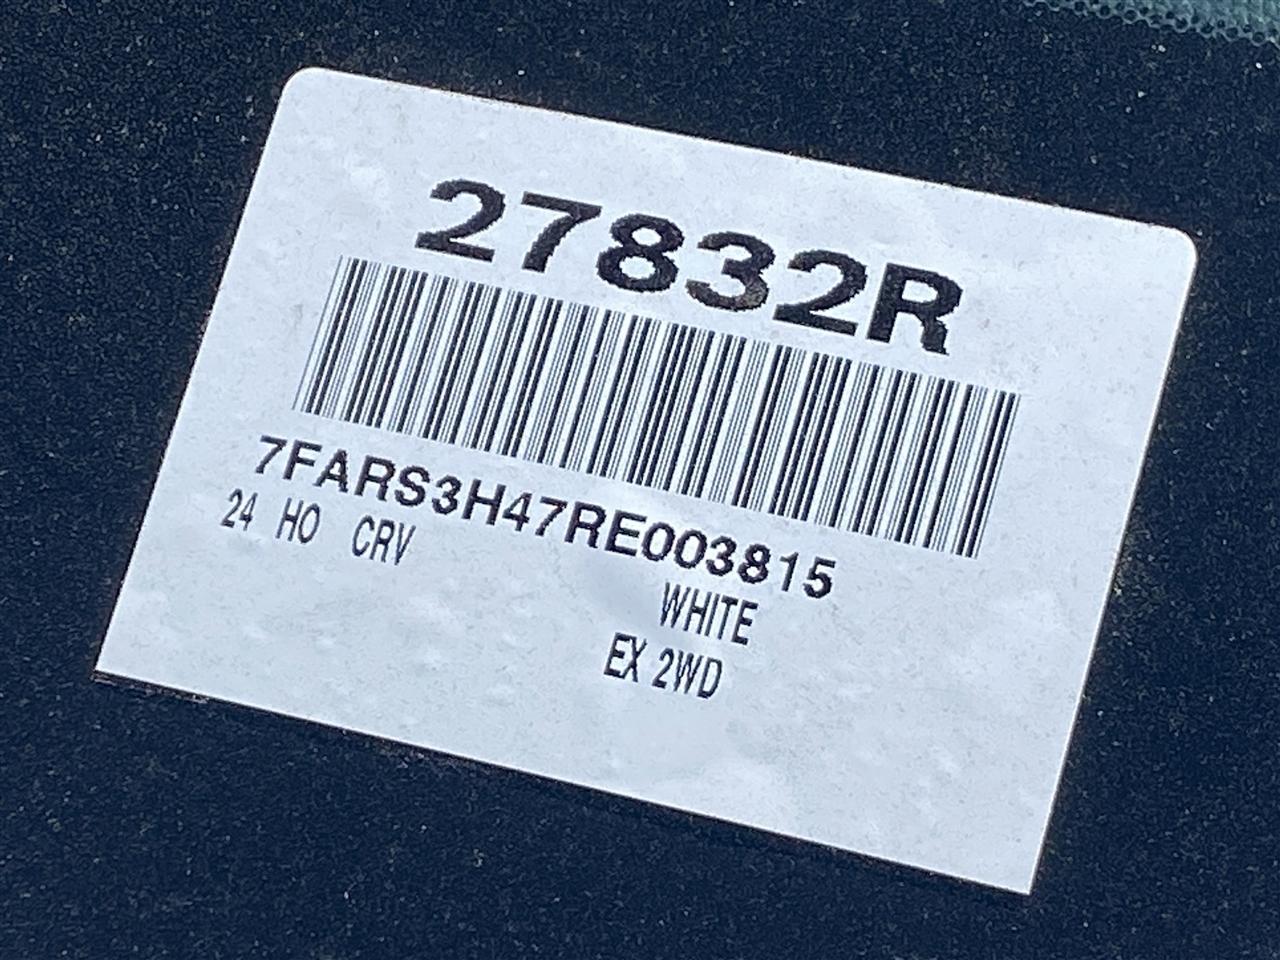 27832R
7FARS3H47RE003815
24 HO CRV
WHITE
EX 2WD